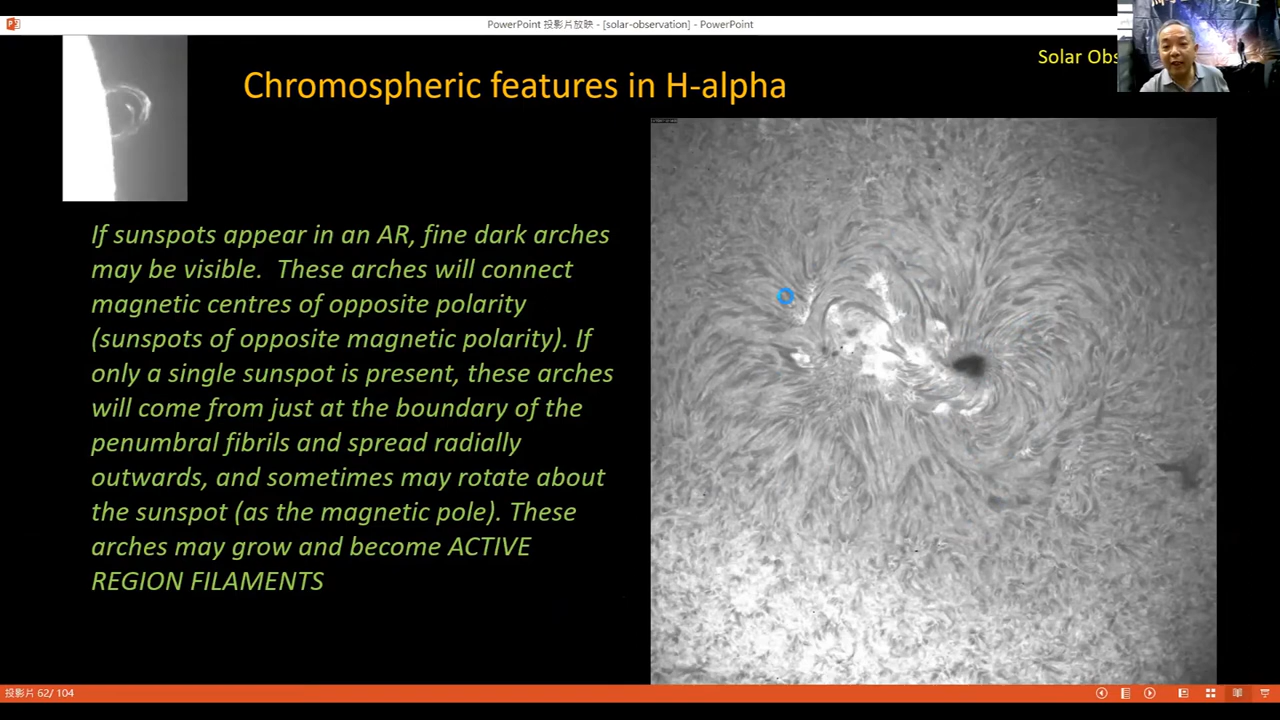 PowerPoint 投影片放映 - [solar-observation] - PowerPoint
Solar Obs
Chromospheric features in H-alpha
If sunspots appear in an AR, fine dark arches
may be visible.  These arches will connect
magnetic centres of opposite polarity
(sunspots of opposite magnetic polarity). If
only a single sunspot is present, these arches
will come from just at the boundary of the
penumbral fibrils and spread radially
outwards, and sometimes may rotate about
the sunspot (as the magnetic pole). These
arches may grow and become ACTIVE
REGION FILAMENTS
投影片 62/ 104